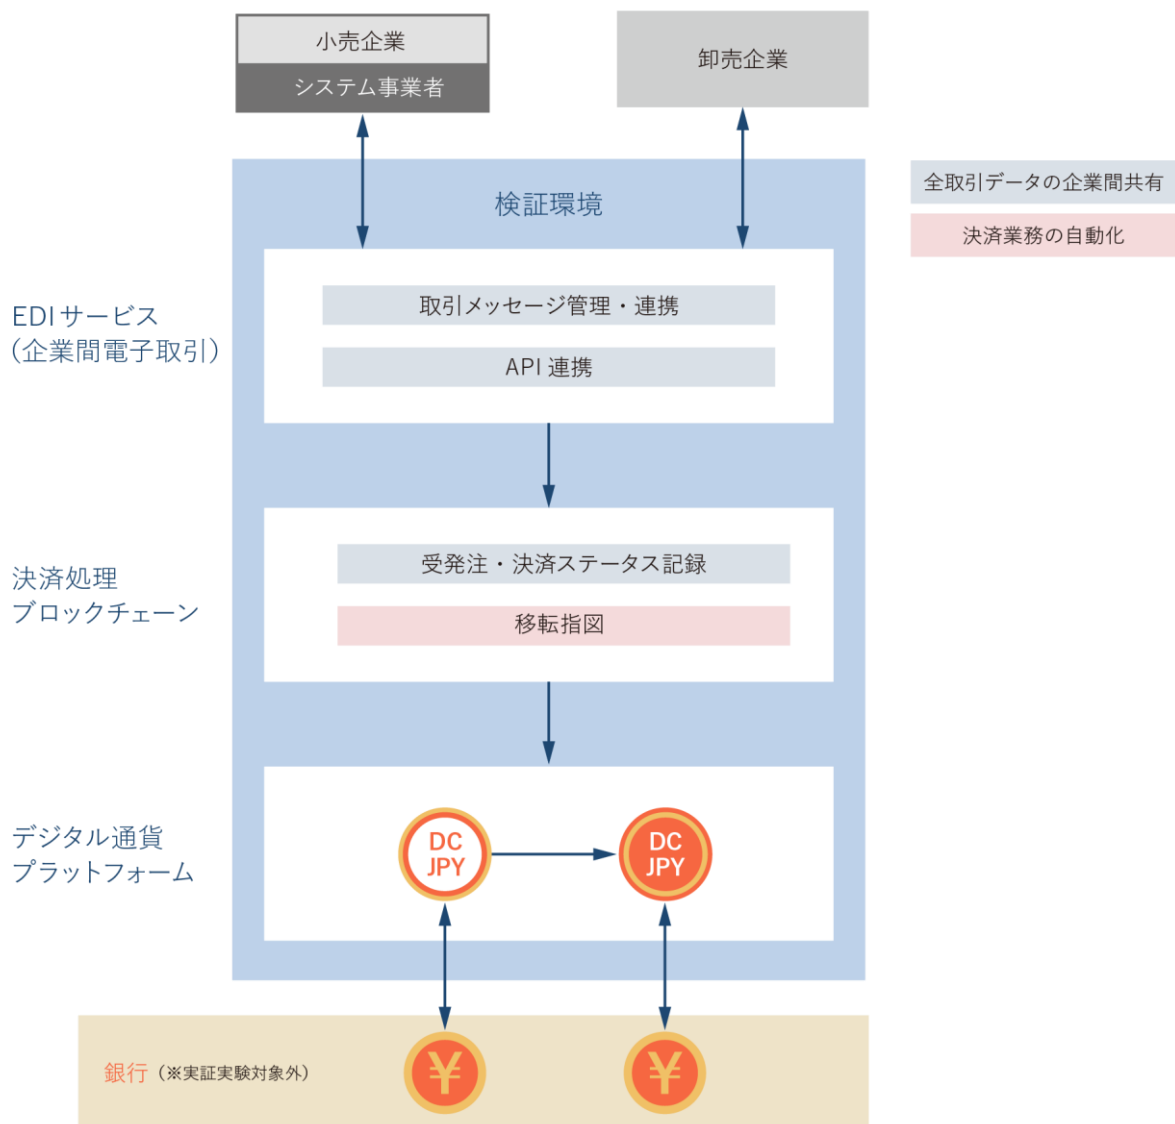 小売企業
システム事業者
卸売企業
全取引データの企業間共有
決済業務の自動化
検証環境
EDIサービス
(企業間電子取引)
取引メッセージ管理・連携
API 連携
決済処理
ブロックチェーン
受発注・決済ステータス記録
移転指図
デジタル通貨
プラットフォーム
DC
JPY
DC
JPY
銀行(※実証実験対象外)
¥
¥